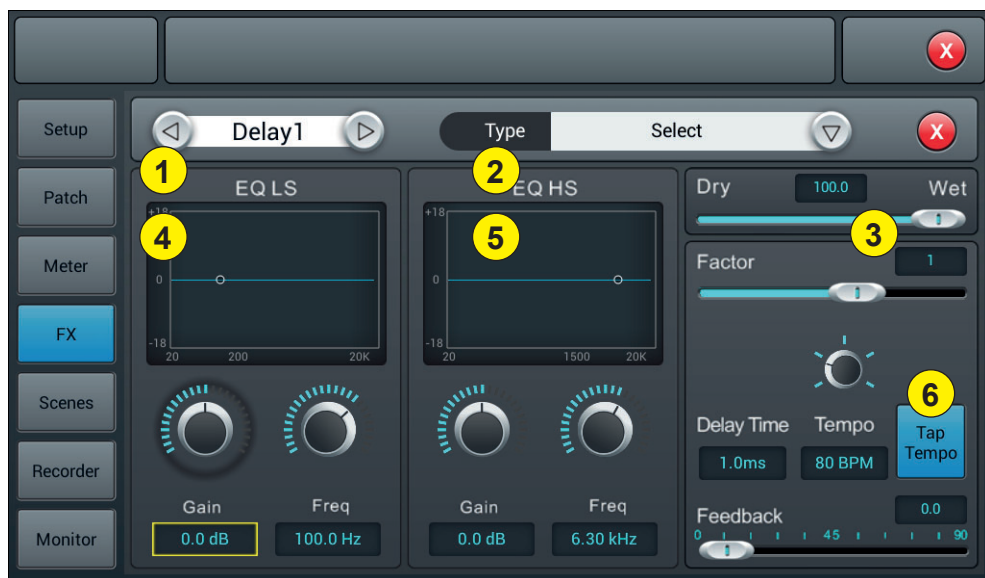 X
Setup
Patch
Meter
FX
Scenes
Recorder
Monitor
Delay1
Type
Select
X
1
EQ LS
+18
4
0
-18
20
200
20K
Gain
Freq
0.0 dB
100.0 Hz
2
EQ HS
+18
5
0
-18
20
1500
20K
Gain
Freq
0.0 dB
6.30 kHz
Dry
100.0
Wet
3
Factor
1
6
Delay Time
Tempo
Tap
Tempo
1.0ms
80 BPM
Feedback
0.0
0
45
90